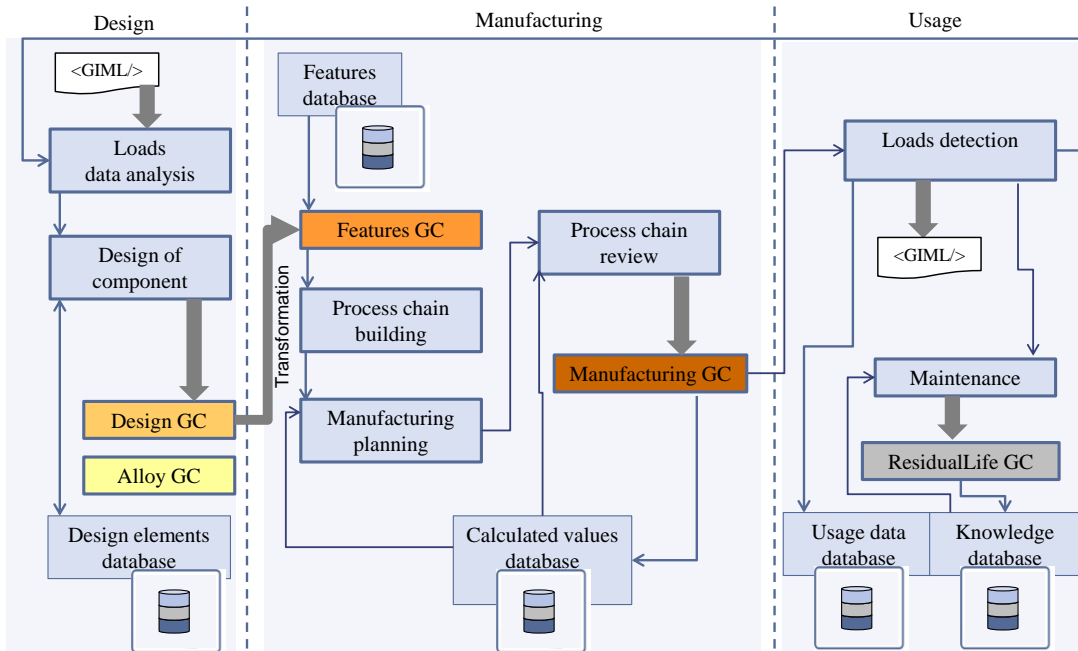 Design
Manufacturing
Usage
<GIML/>
Loads
data analysis
Design of
component
Design GC
Alloy GC
Design elements
database
Transformation
Features
database
Features GC
Process chain
building
Manufacturing
planning
Process chain
review
Manufacturing GC
Calculated values
database
Loads detection
<GIML/>
Maintenance
ResidualLife GC
Usage data
database
Knowledge
database